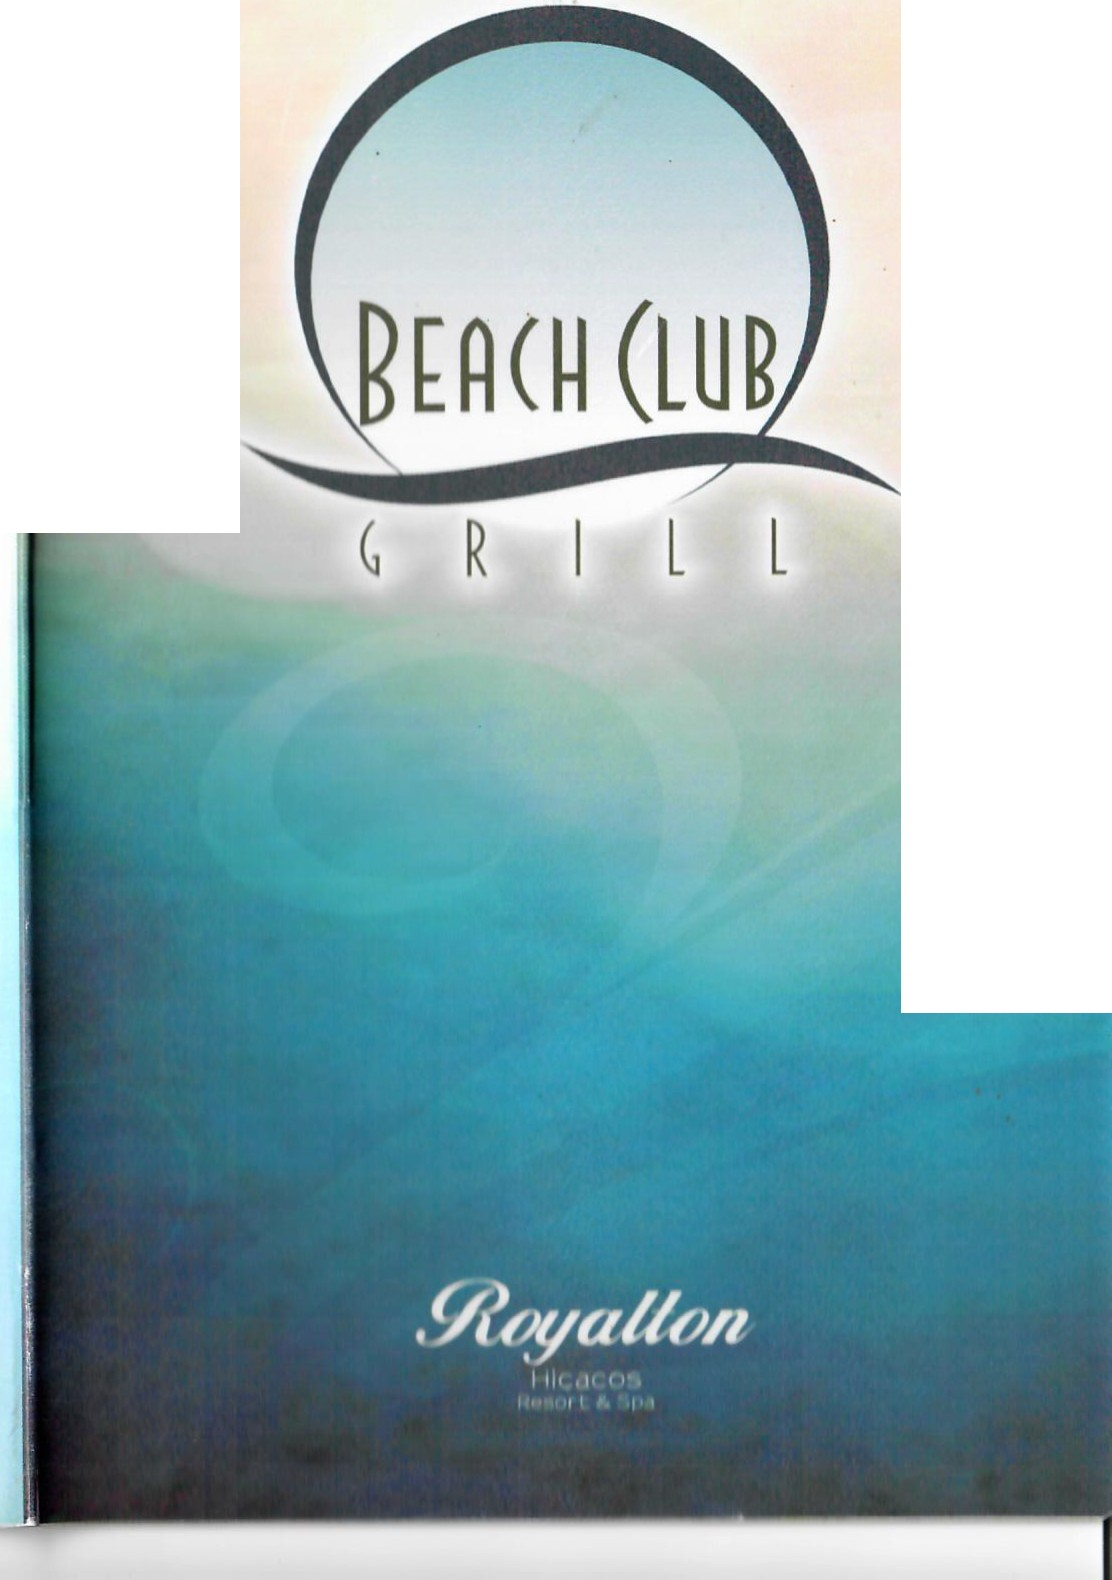 BEACH CLUB
GRILL
Royalton
Hicacos
Resort & Spa